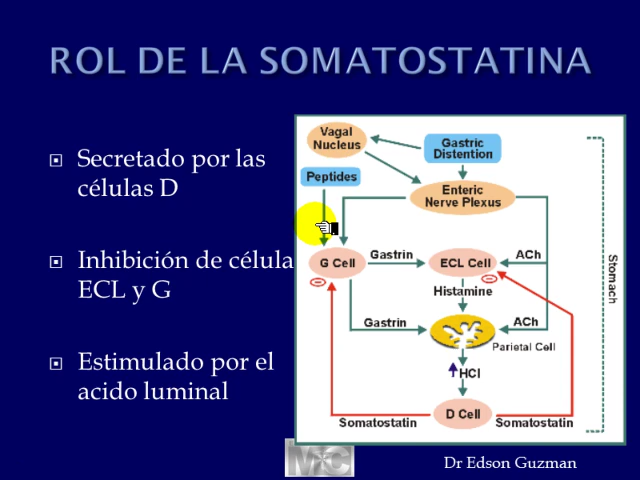 ROL DE LA SOMATOSTATINA
Secretado por las
células D
Inhibición de célula
ECL y G
Estimulado por el
acido luminal
Vagal
Nucleus
Gastric
Distention
Peptides
Enteric
Nerve Plexus
G Cell
Gastrin
ECL Cell
ACh
Histamine
Gastrin
ACh
Parietal Cell
HCl
D Cell
Somatostatin
Somatostatin
Stomach
MC
Dr Edson Guzman